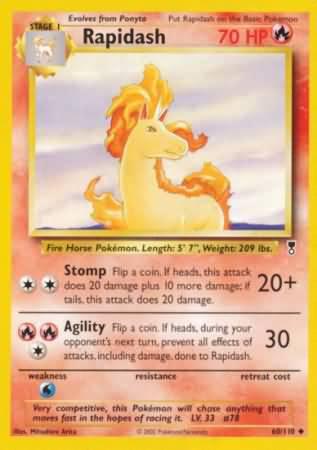 Evolves from Ponyta Put Rapidash on the Basic Pokémon
STAGE 1
Rapidash 70 HP
Fire Horse Pokémon. Length: 5' 7", Weight: 209 lbs.
Stomp Flip a coin. If heads, this attack
does 20 damage plus 10 more damage; if
tails, this attack does 20 damage.
20+
Agility Flip a coin. If heads, during your
opponent's next turn, prevent all effects of
attacks, including damage, done to Rapidash.
30
weakness resistance retreat cost
Very competitive, this Pokémon will chase anything that
moves fast in the hopes of racing it. LV. 33 #78
Illus. Mitsuhiro Arita ©2002 Pokémon/Nintendo 60/110